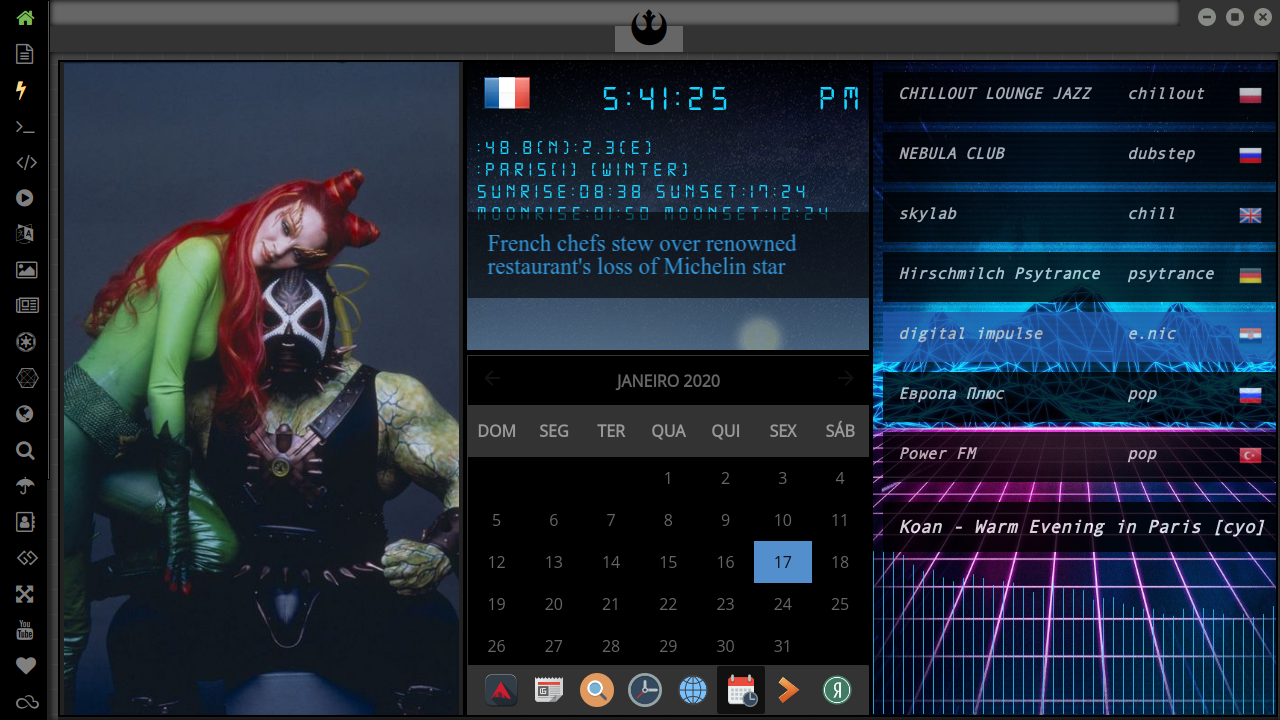 5:41:25 PM
:48.8(N):2.3(E)
:PARIS[1] [WINTER]
SUNRISE:08:38 SUNSET:17:24
MOONRISE:01:50 MOONSET:12:24
French chefs stew over renowned
restaurant's loss of Michelin star
JANEIRO 2020
DOM SEG TER QUA QUI SEX SÁB
1 2 3 4
5 6 7 8 9 10 11
12 13 14 15 16 17 18
19 20 21 22 23 24 25
26 27 28 29 30 31
CHILLOUT LOUNGE JAZZ chillout
NEBULA CLUB dubstep
skylab chill
Hirschmilch Psytrance psytrance
digital impulse e.nic
Европа Плюс pop
Power FM pop
Koan - Warm Evening in Paris [cyo]
You
Tube
Я